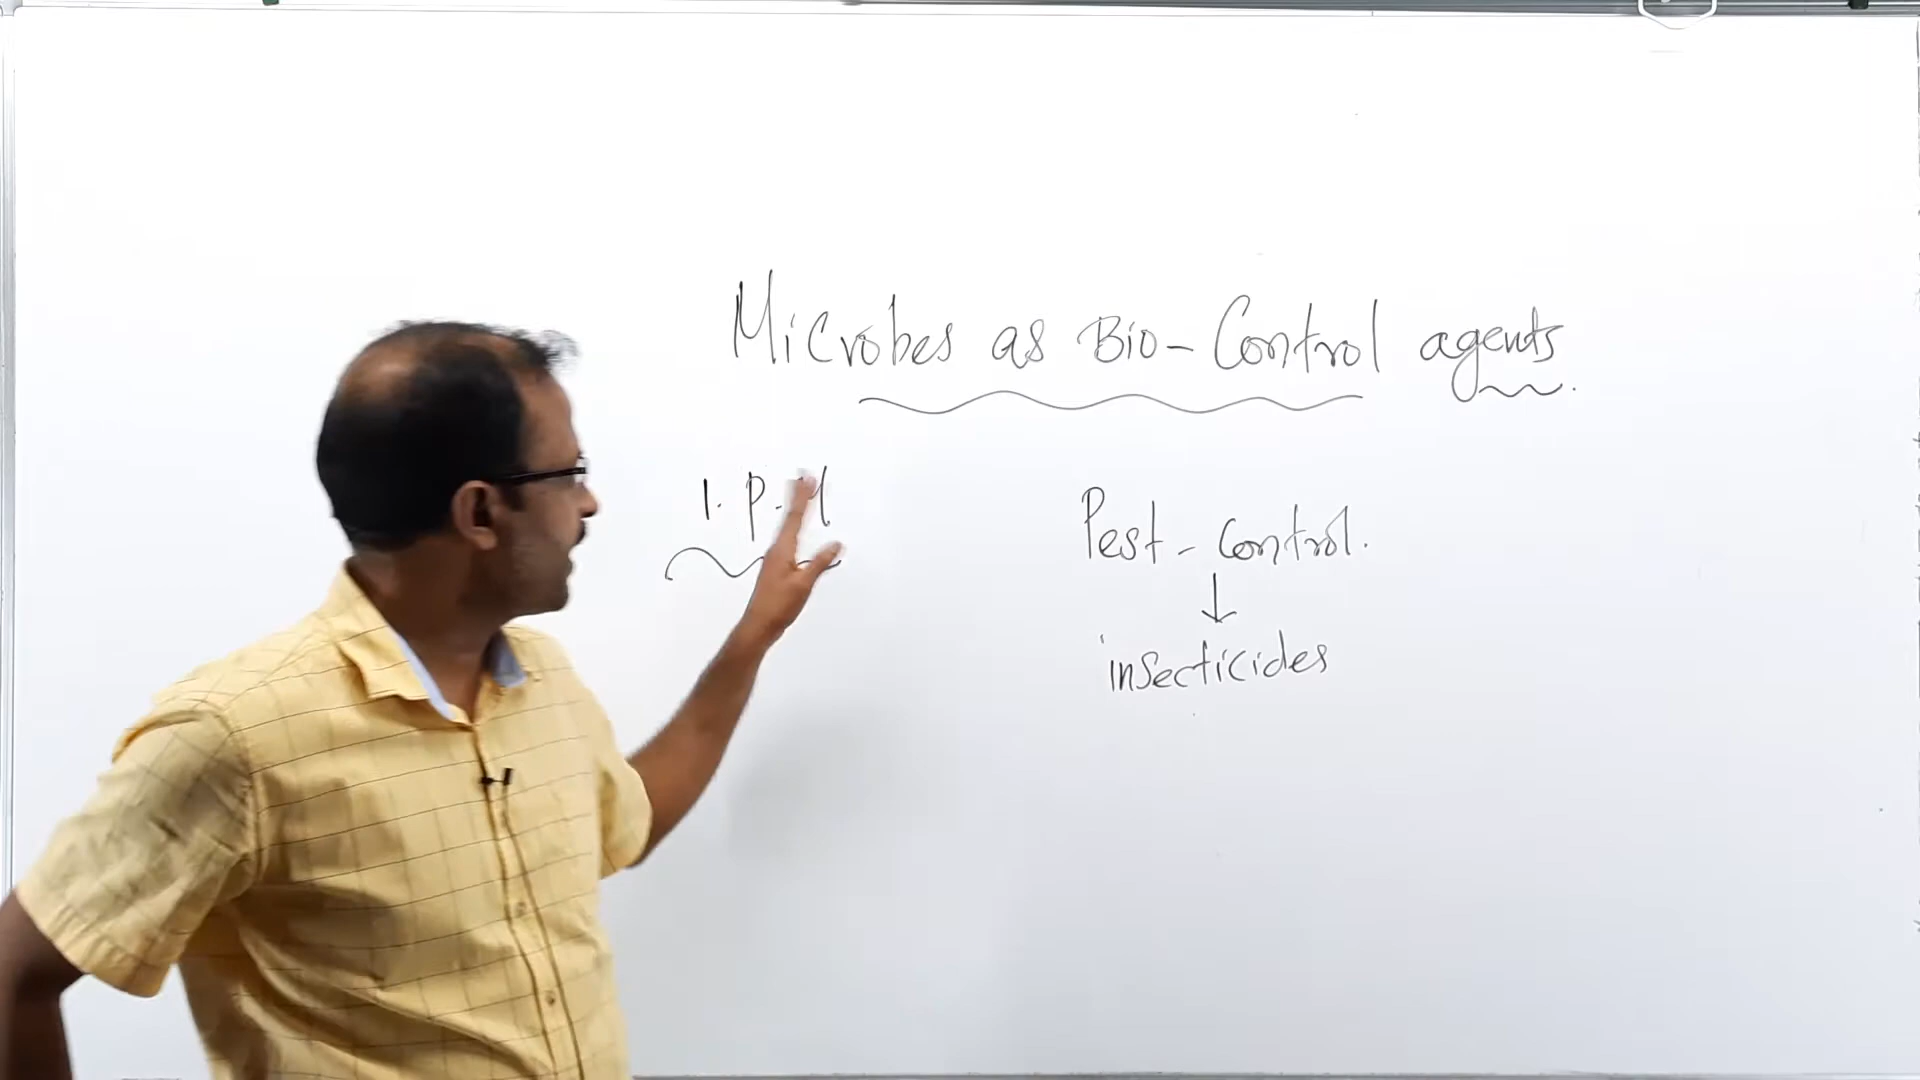 Microbes as Bio-Control agents.
I. P. M
Pest-Control.
insecticides